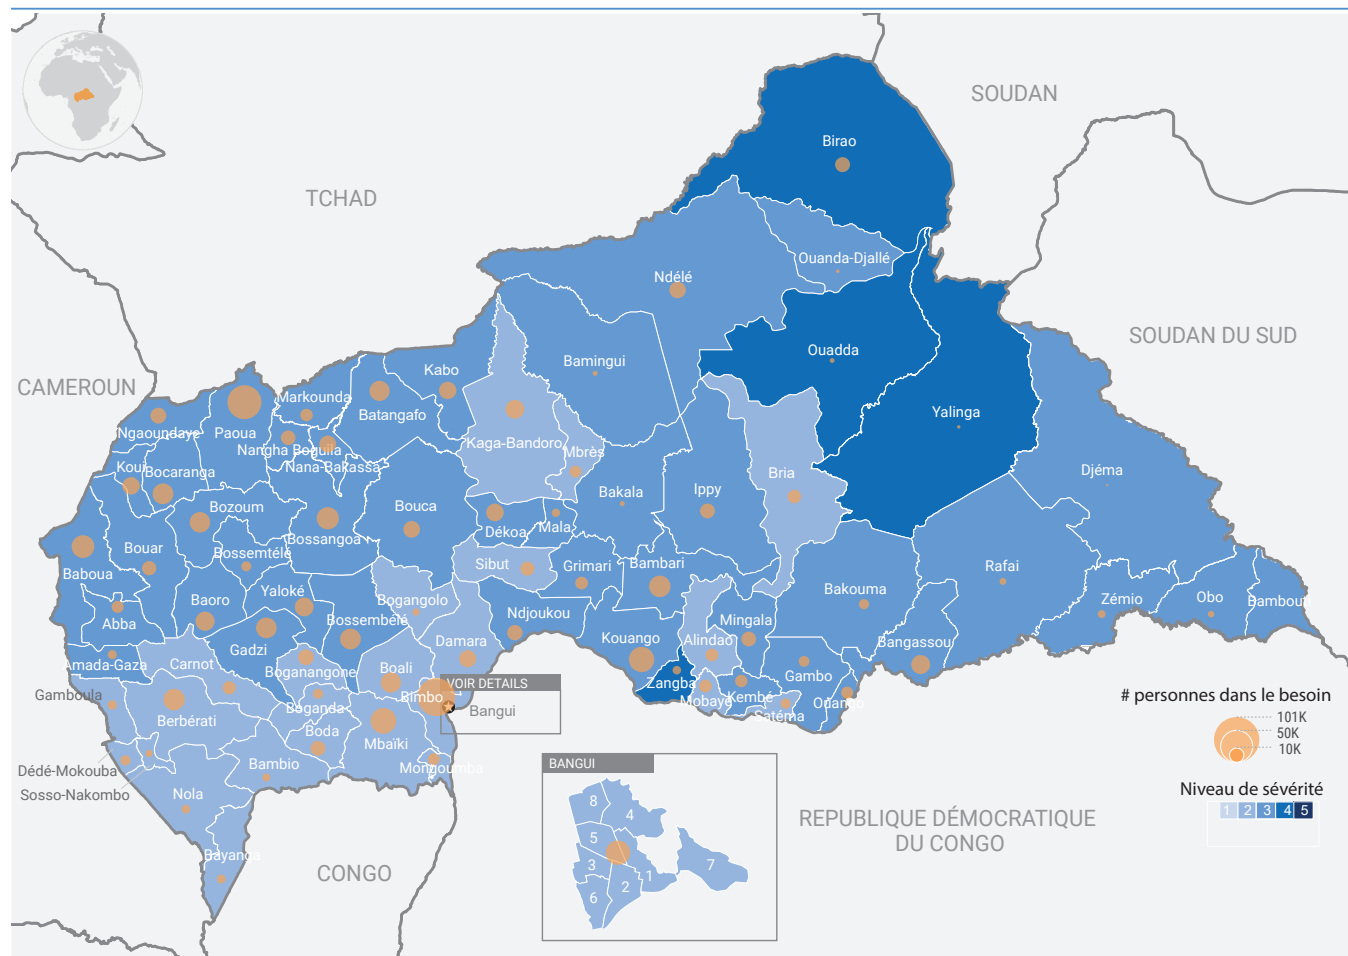 SOUDAN
Birao
TCHAD
Ouanda-Djallé
Ndélé
SOUDAN DU SUD
Ouadda
Bamingui
Kabo
CAMEROUN
Markounda
Batangafo
Yalinga
Ngaoundaye
Paoua
Nangha Boguila
Kaga-Bandoro
Mbrès
Nana-Bakassa
Koui
Bocaranga
Bria
Djéma
Bakala
Ippy
Bozoum
Bouca
Bossangoa
Dékoa
Mala
Bouar
Bossemtélé
Sibut
Grimari
Bambari
Rafai
Baboua
Yaloké
Bakouma
Baoro
Bogangolo
Ndjoukou
Zémio
Obo
Bambouti
Abba
Bossembélé
Mingala
Gadzi
Damara
Kouango
Alindao
Bangassou
Amada-Gaza
Carnot
Boganangone
Boali
Zangba
Gambo
Gamboula
VOIR DETAILS
Bimbo
Mobaye
Kembé
Ouango
# personnes dans le besoin
Berbérati
Boganda
Bangui
Satéma
101K
50K
10K
Boda
Mbaïki
Dédé-Mokouba
Bambio
Mongoumba
BANGUI
Sosso-Nakombo
Nola
Niveau de sévérité
1 2 3 4 5
8
4
REPUBLIQUE DÉMOCRATIQUE
DU CONGO
5
3
7
1
2
6
Bayanga
CONGO